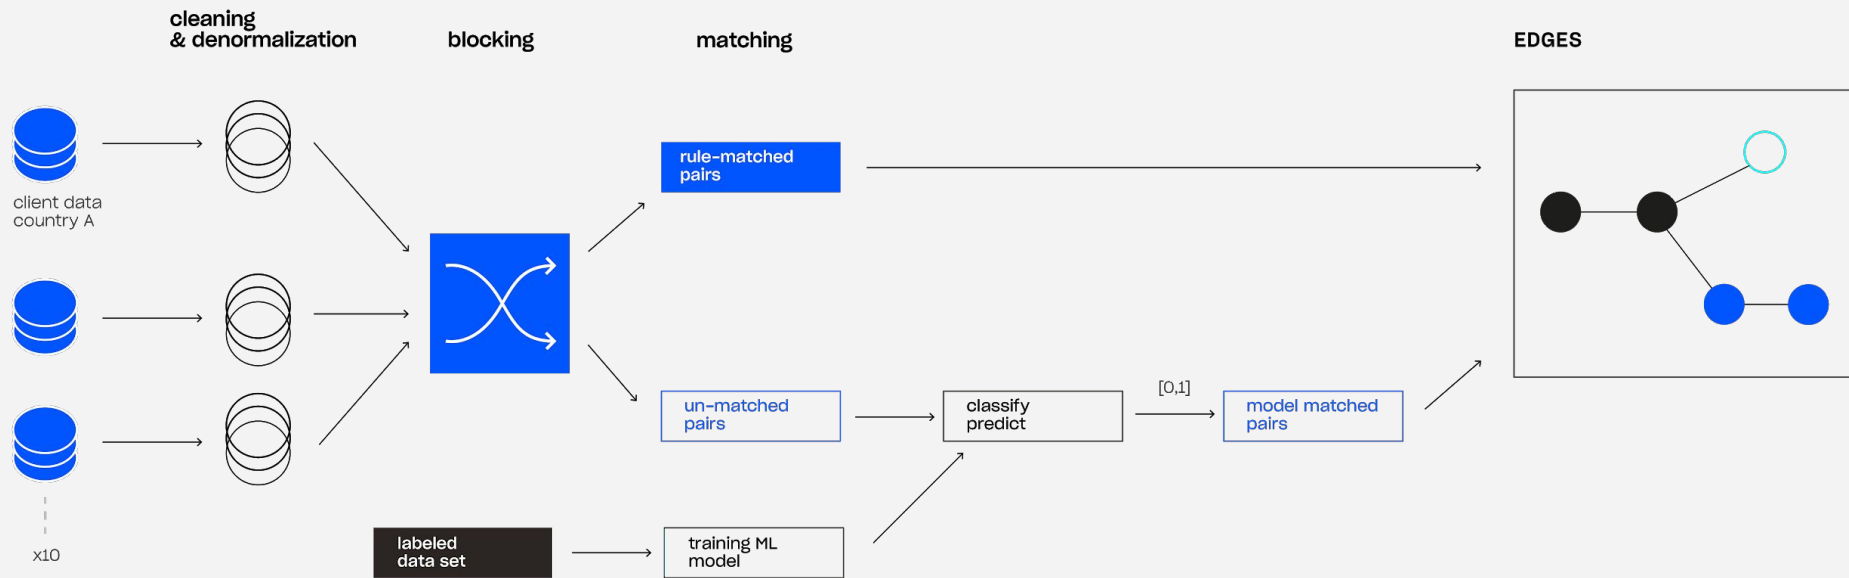 cleaning
& denormalization
blocking
matching
EDGES
client data
country A
rule-matched
pairs
un-matched
pairs
classify
predict
[0,1]
model matched
pairs
labeled
data set
training ML
model
x10